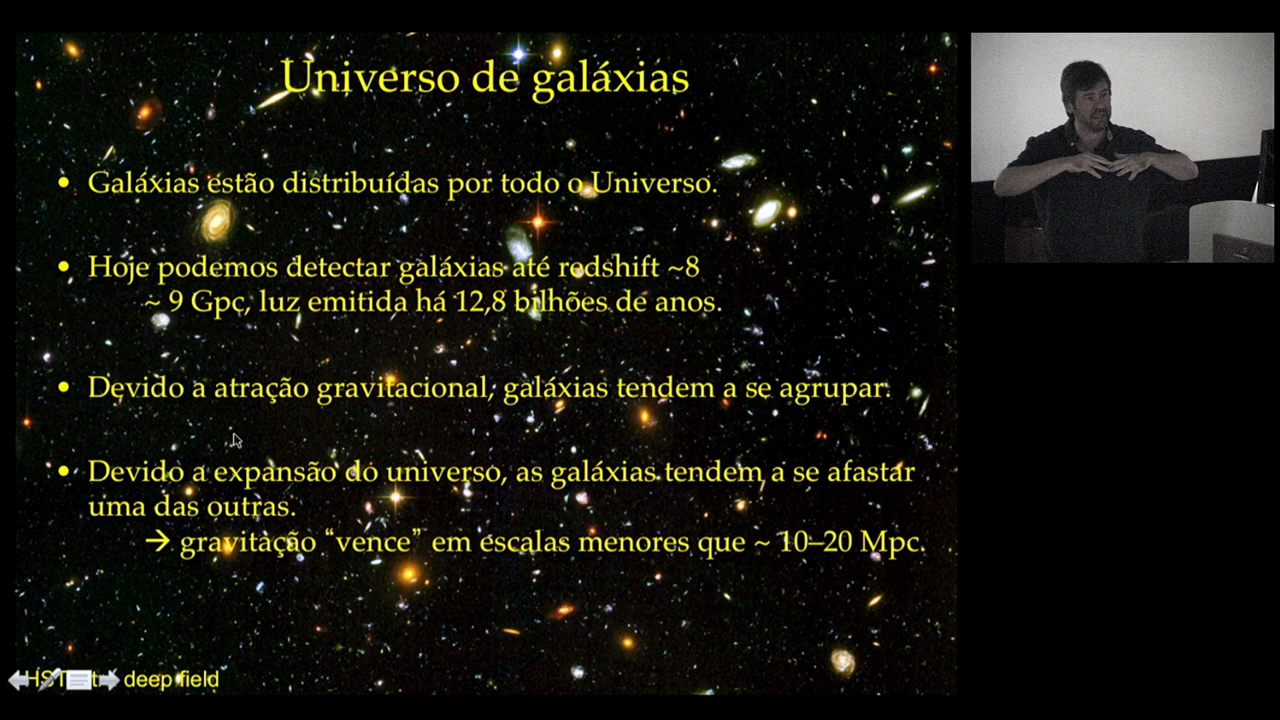 Universo de galáxias
• Galáxias estão distribuídas por todo o Universo.
• Hoje podemos detectar galáxias até redshift ~8
~ 9 Gpc, luz emitida há 12,8 bilhões de anos.
• Devido a atração gravitacional, galáxias tendem a se agrupar.
• Devido a expansão do universo, as galáxias tendem a se afastar
uma das outras.
→ gravitação “vence” em escalas menores que ~ 10–20 Mpc.
deep field